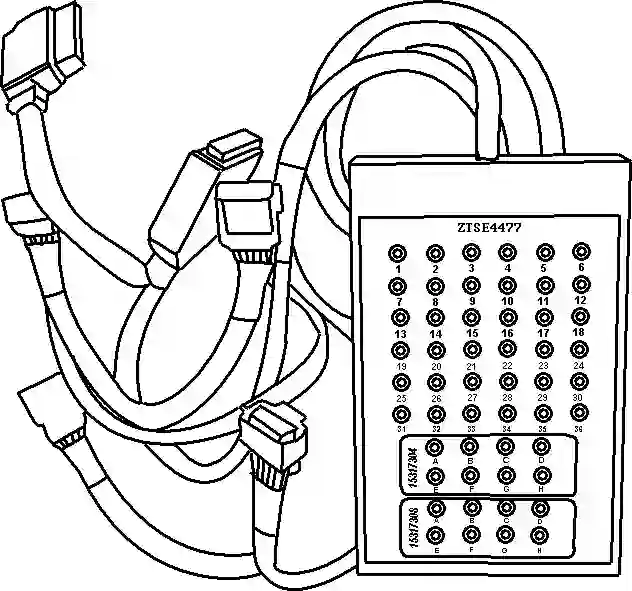 ZTSE4477
1 2 3 4 5 6
7 8 9 10 11 12
13 14 15 16 17 18
19 20 21 22 23 24
25 26 27 28 29 30
31 32 33 34 35 36
15317304
A B C D
E F G H
15317308
A B C D
E F G H